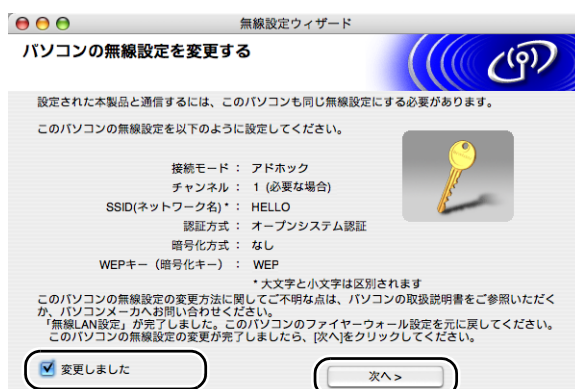 無線設定ウィザード
パソコンの無線設定を変更する
設定された本製品と通信するには、このパソコンも同じ無線設定にする必要があります。
このパソコンの無線設定を以下のように設定してください。
接続モード： アドホック
チャンネル： 1 (必要な場合)
SSID(ネットワーク名)*： HELLO
認証方式： オープンシステム認証
暗号化方式： なし
WEPキー（暗号化キー）： WEP
*大文字と小文字は区別されます
このパソコンの無線設定の変更方法に関してご不明な点は、パソコンの取扱説明書をご参照いただく
か、パソコンメーカへお問い合わせください。
「無線LAN設定」が完了しました。このパソコンのファイヤーウォール設定を元に戻してください。
このパソコンの無線設定の変更が完了しましたら、[次へ]をクリックしてください。
変更しました
次へ >